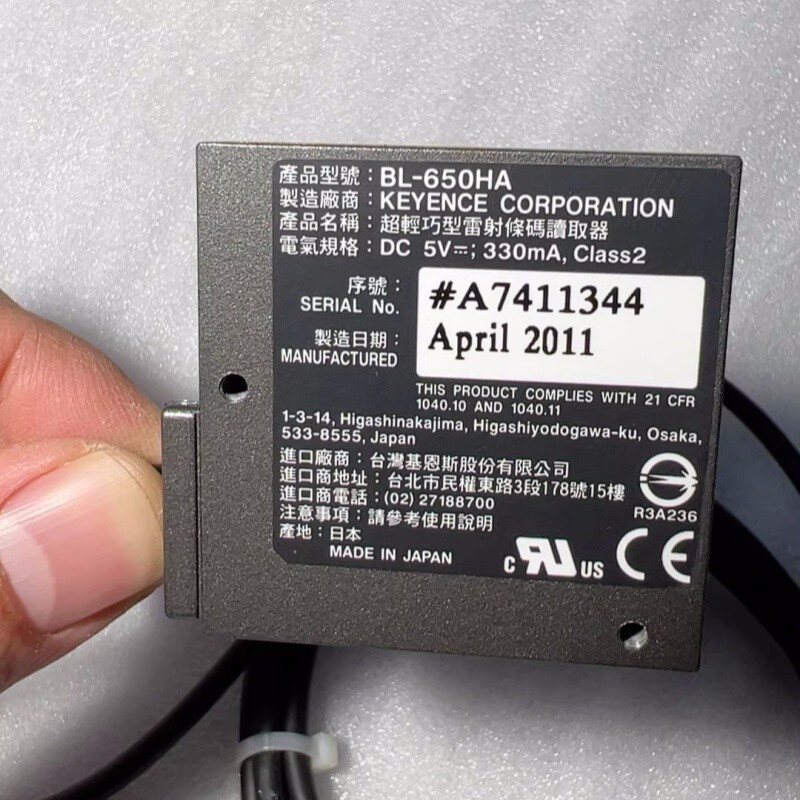 產品型號：BL-650HA
製造廠商：KEYENCE CORPORATION
產品名稱：超輕巧型雷射條碼讀取器
電氣規格：DC 5V⎓; 330mA, Class2
序號：
SERIAL No.
#A7411344
製造日期：
MANUFACTURED
April 2011
THIS PRODUCT COMPLIES WITH 21 CFR
1040.10 AND 1040.11
1-3-14, Higashinakajima, Higashiyodogawa-ku, Osaka,
533-8555, Japan
進口廠商：台灣基恩斯股份有限公司
進口商地址：台北市民權東路3段178號15樓
進口商電話：(02) 27188700
注意事項：請參考使用說明
產地：日本
MADE IN JAPAN
R3A236
c RU US CE